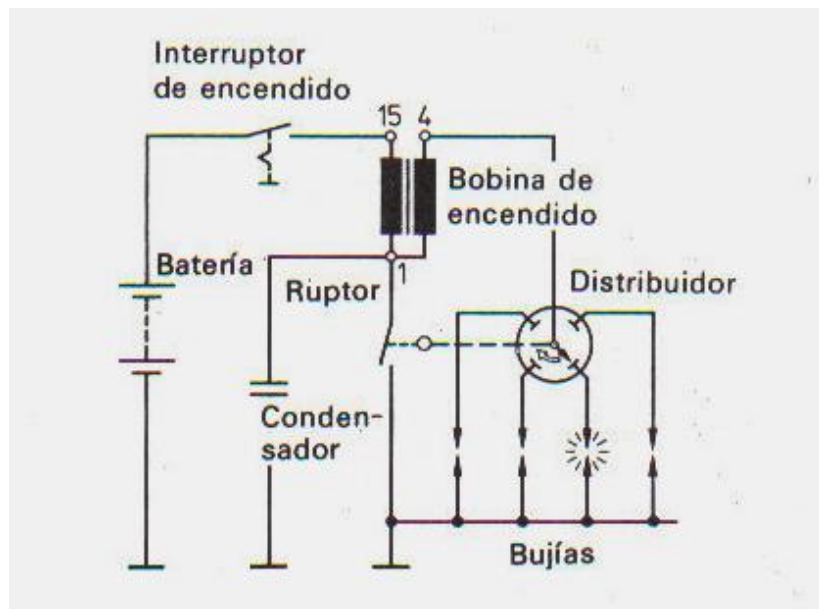 Interruptor
de encendido
15 4
Bobina de
encendido
Batería
1
Ruptor
Distribuidor
Conden-
sador
Bujías